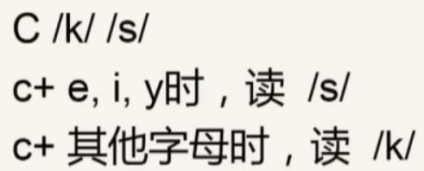 C /k/ /s/
c+ e, i, y时，读 /s/
c+ 其他字母时，读 /k/